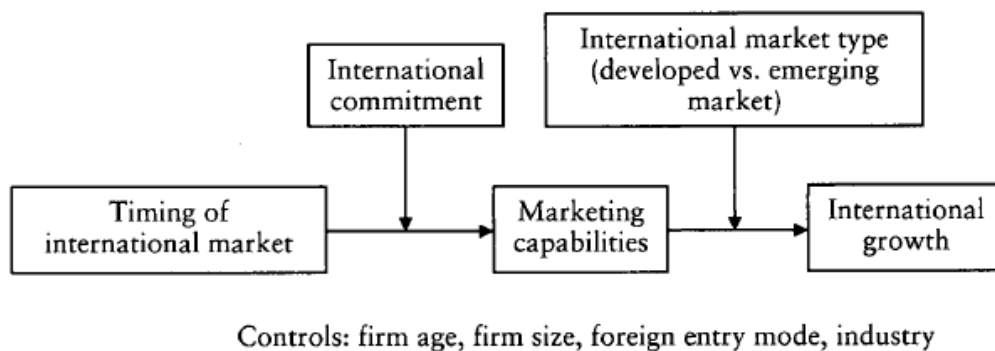 International
commitment
International market type
(developed vs. emerging
market)
Timing of
international market
Marketing
capabilities
International
growth
Controls: firm age, firm size, foreign entry mode, industry